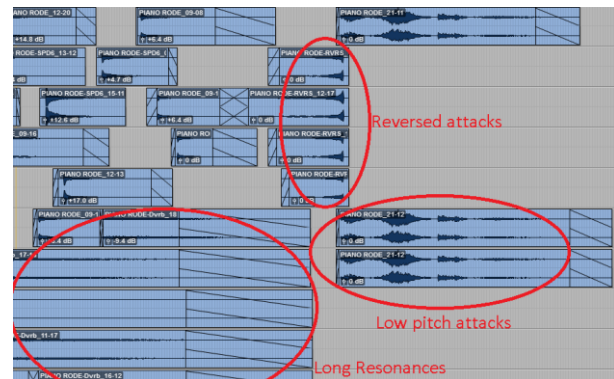 PIANO RODE_12-20
PIANO RODE_09-08
PIANO RODE_21-11
+14.8 dB
+6.4 dB
0 dB
PIANO RODE-SPD6_13-12
PIANO RODE-SPD6_(
PIANO RODE-RVRS_
dB
+4.7 dB
0 dB
PIANO RODE-SPD6_15-11
PIANO RODE_09-1
PIANO RODE-RVRS_12-17
+12.6 dB
+6.4 dB
0 dB
Reversed attacks
_09-16
PIANO RO
PIANO RODE-RVRS_
0 dB
0 dB
PIANO RODE_12-13
PIANO RODE-RVR
+17.0 dB
0 dB
PIANO RODE_09-1
PIANO RODE-Dvrb_18
PIANO RODE_21-12
-9.4 dB
0 dB
PIANO RODE_21-12
0 dB
Low pitch attacks
E-Dvrb_11-17
Long Resonances
PIANO RODE-Dvrb_16-12